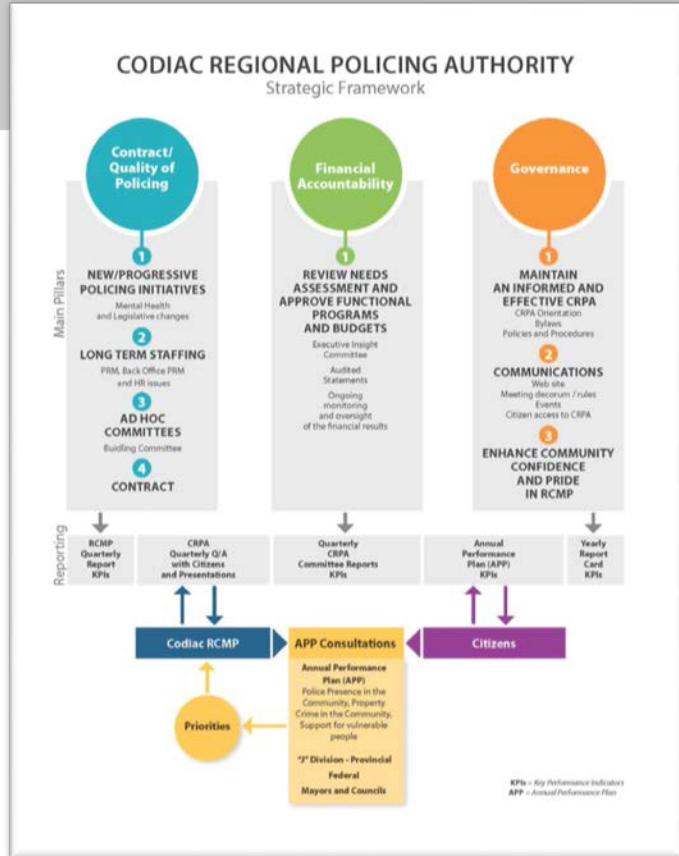 CODIAC REGIONAL POLICING AUTHORITY
Strategic Framework
Contract/
Quality of
Policing
Financial
Accountability
Governance
Main Pillars
1
NEW/PROGRESSIVE
POLICING INITIATIVES
Mental Health
and Legislative changes
2
LONG TERM STAFFING
PRM, Back Office PRM
and HR issues
3
AD HOC
COMMITTEES
Buidling Committee
4
CONTRACT
1
REVIEW NEEDS
ASSESSMENT AND
APPROVE FUNCTIONAL
PROGRAMS
AND BUDGETS
Executive Insight
Committee
Audited
Statements
Ongoing
monitoring
and oversight
of the financial results
1
MAINTAIN
AN INFORMED AND
EFFECTIVE CRPA
CRPA Orientation
Bylaws
Policies and Procedures
2
COMMUNICATIONS
Web site
Meeting decorum / rules
Events
Citizen access to CRPA
3
ENHANCE COMMUNITY
CONFIDENCE
AND PRIDE
IN RCMP
Reporting
RCMP
Quarterly
Report
KPIs
CRPA
Quarterly Q/A
with Citizens
and Presentations
Quarterly
CRPA
Committee Reports
KPIs
Annual
Performance
Plan (APP)
KPIs
Yearly
Report
Card
KPIs
Codiac RCMP
APP Consultations
Citizens
Annual Performance
Plan (APP)
Police Presence in the
Community, Property
Crime in the Community,
Support for vulnerable
people
"J" Division - Provincial
Federal
Mayors and Councils
Priorities
KPIs = Key Performance Indicators
APP = Annual Performance Plan